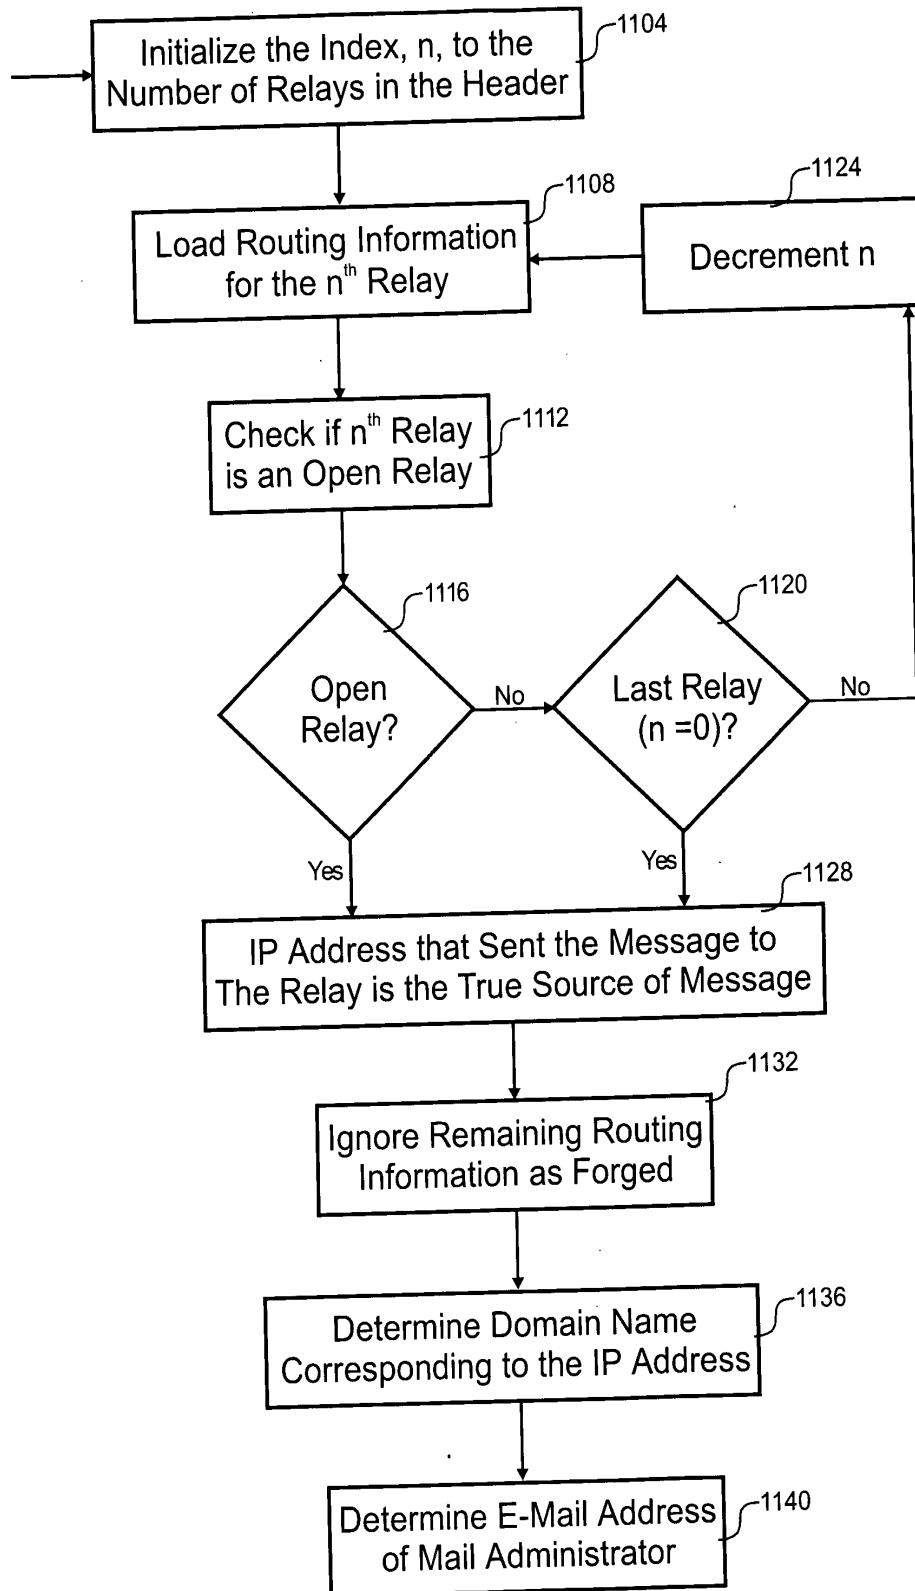 Initialize the Index, n, to the
Number of Relays in the Header
1104
Load Routing Information
for the nth Relay
1108
Decrement n
1124
Check if nth Relay
is an Open Relay
1112
Open
Relay?
1116
No
Last Relay
(n =0)?
1120
No
Yes
Yes
IP Address that Sent the Message to
The Relay is the True Source of Message
1128
Ignore Remaining Routing
Information as Forged
1132
Determine Domain Name
Corresponding to the IP Address
1136
Determine E-Mail Address
of Mail Administrator
1140